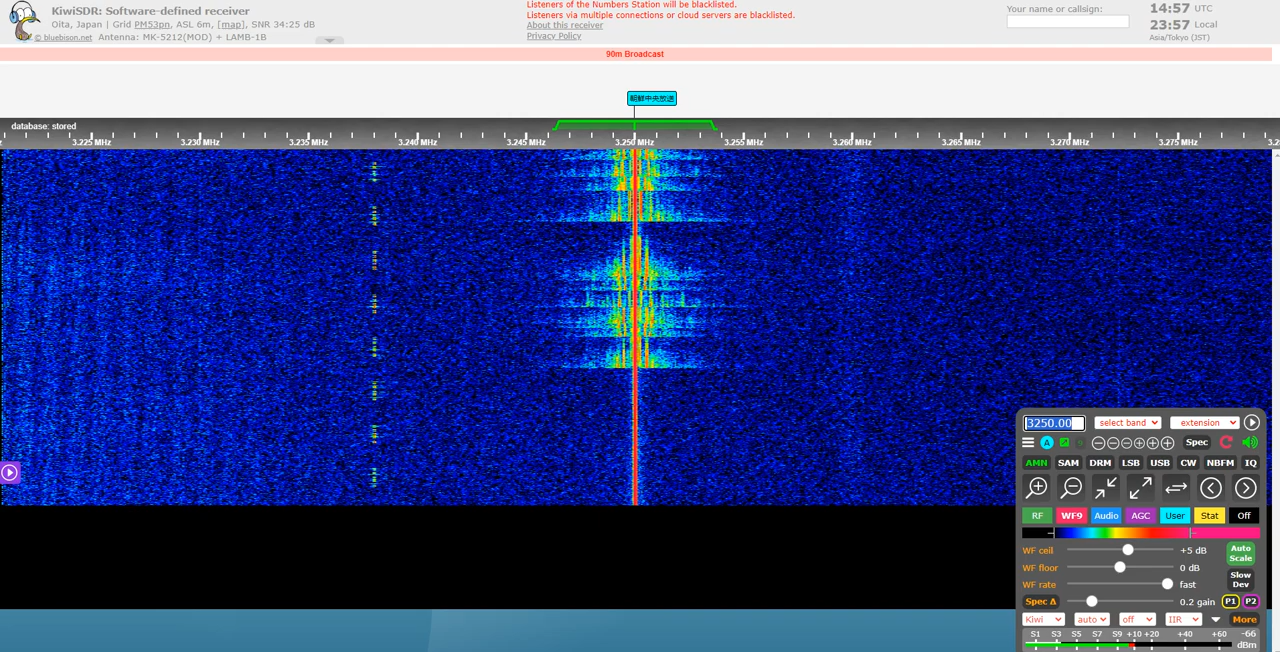 KiwiSDR: Software-defined receiver
Oita, Japan | Grid PM53pn, ASL 6m, [map], SNR 34:25 dB
© bluebison.net Antenna: MK-5212(MOD) + LAMB-1B
Listeners of the Numbers Station will be blacklisted.
Listeners via multiple connections or cloud servers are blacklisted.
About this receiver
Privacy Policy
Your name or callsign:
14:57 UTC
23:57 Local
Asia/Tokyo (JST)
90m Broadcast
朝鮮中央放送
database: stored
3.225 MHz 3.230 MHz 3.235 MHz 3.240 MHz 3.245 MHz 3.250 MHz 3.255 MHz 3.260 MHz 3.265 MHz 3.270 MHz 3.275 MHz
3250.00 select band extension
A Spec
AMN SAM DRM LSB USB CW NBFM IQ
RF WF9 Audio AGC User Stat Off
WF ceil +5 dB Auto Scale
WF floor 0 dB
WF rate fast Slow Dev
Spec Δ 0.2 gain P1 P2
Kiwi auto off IIR More
S1 S3 S5 S7 S9 +10 +20 +40 +60 -66 dBm